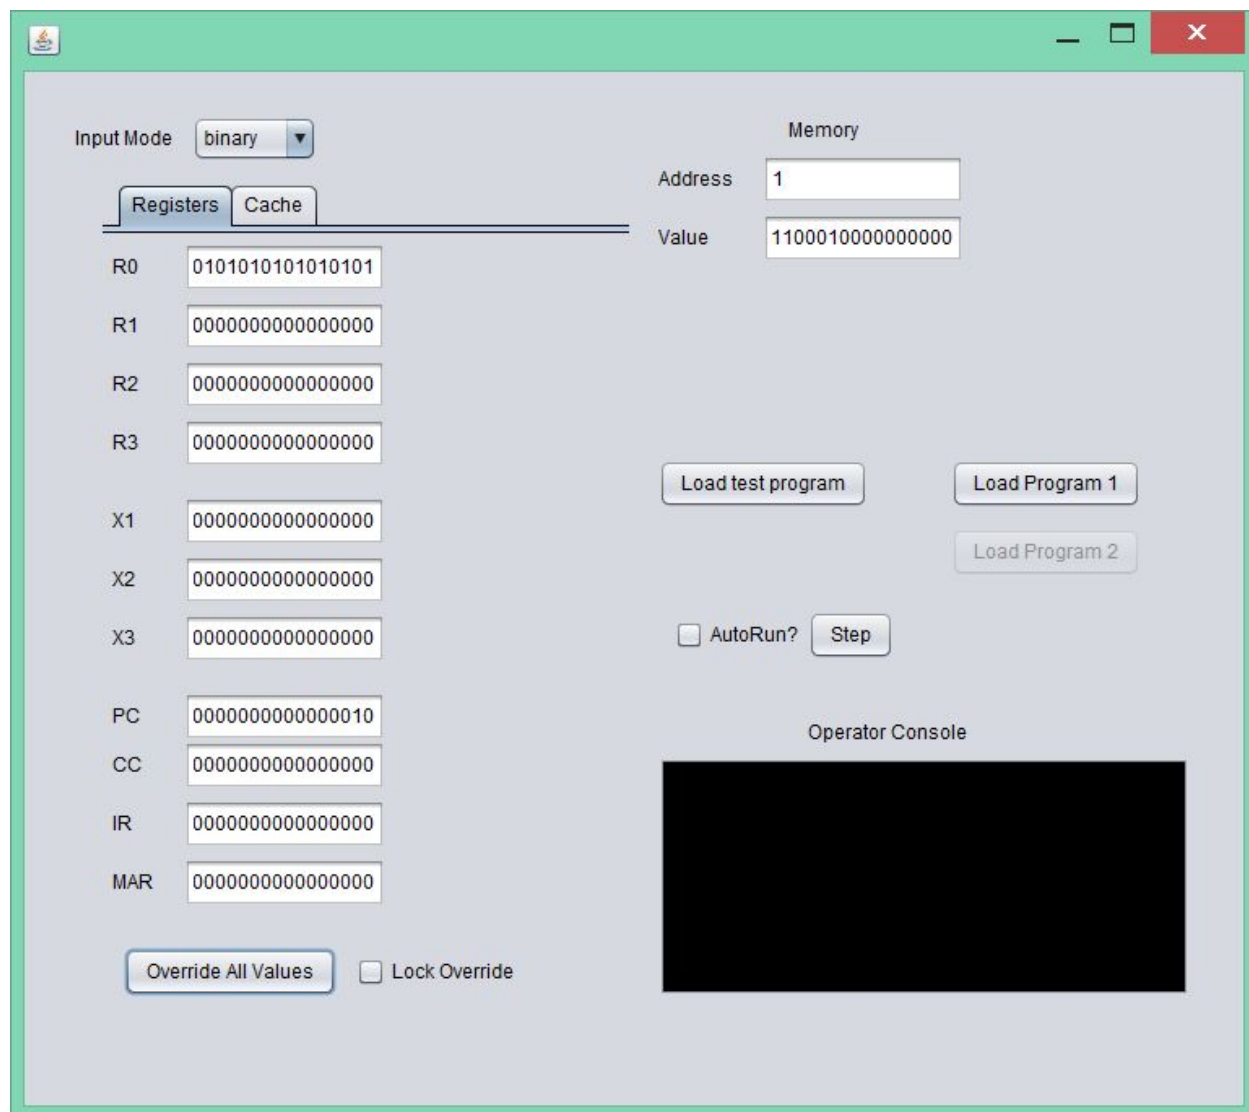 Input Mode binary
Registers Cache
R0 0101010101010101
R1 0000000000000000
R2 0000000000000000
R3 0000000000000000
X1 0000000000000000
X2 0000000000000000
X3 0000000000000000
PC 0000000000000010
CC 0000000000000000
IR 0000000000000000
MAR 0000000000000000
Override All Values Lock Override
Memory
Address 1
Value 1100010000000000
Load test program Load Program 1
Load Program 2
AutoRun? Step
Operator Console